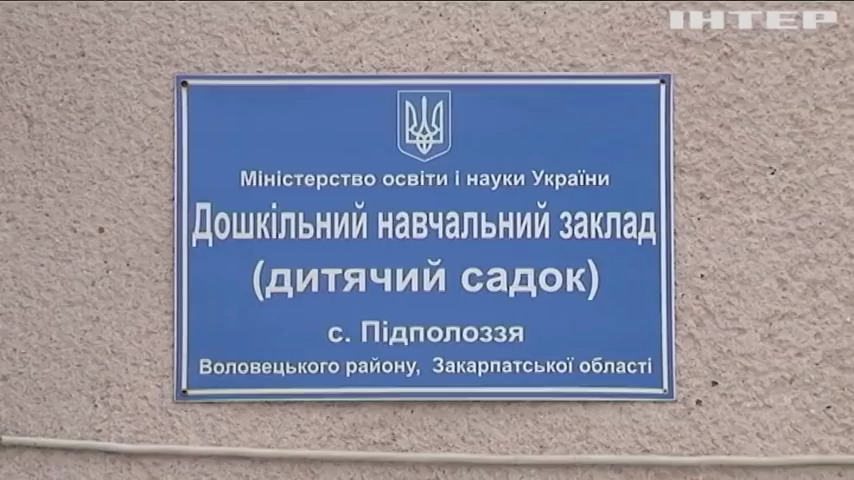 ІНТЕР
Міністерство освіти і науки України
Дошкільний навчальний заклад
(дитячий садок)
с. Підполоззя
Воловецького району, Закарпатської області